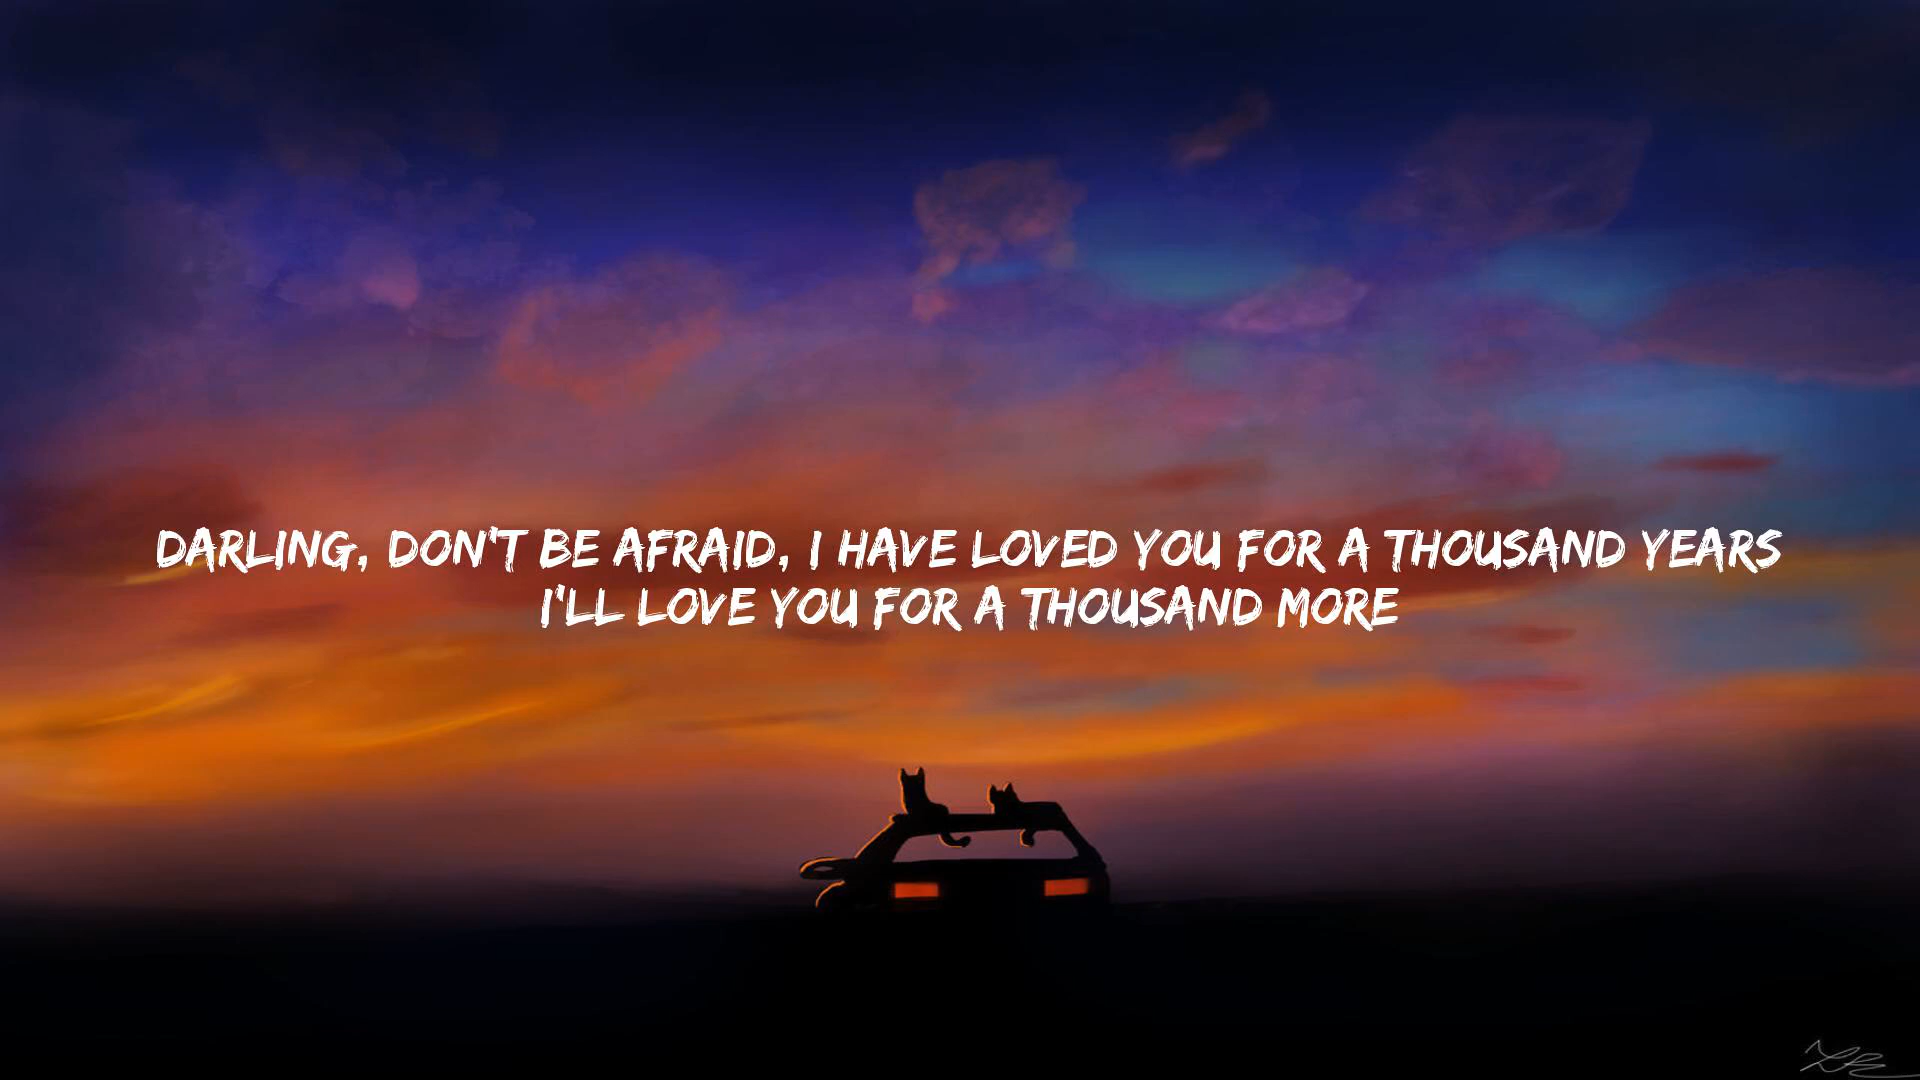 DARLING, DON'T BE AFRAID, I HAVE LOVED YOU FOR A THOUSAND YEARS
I'LL LOVE YOU FOR A THOUSAND MORE